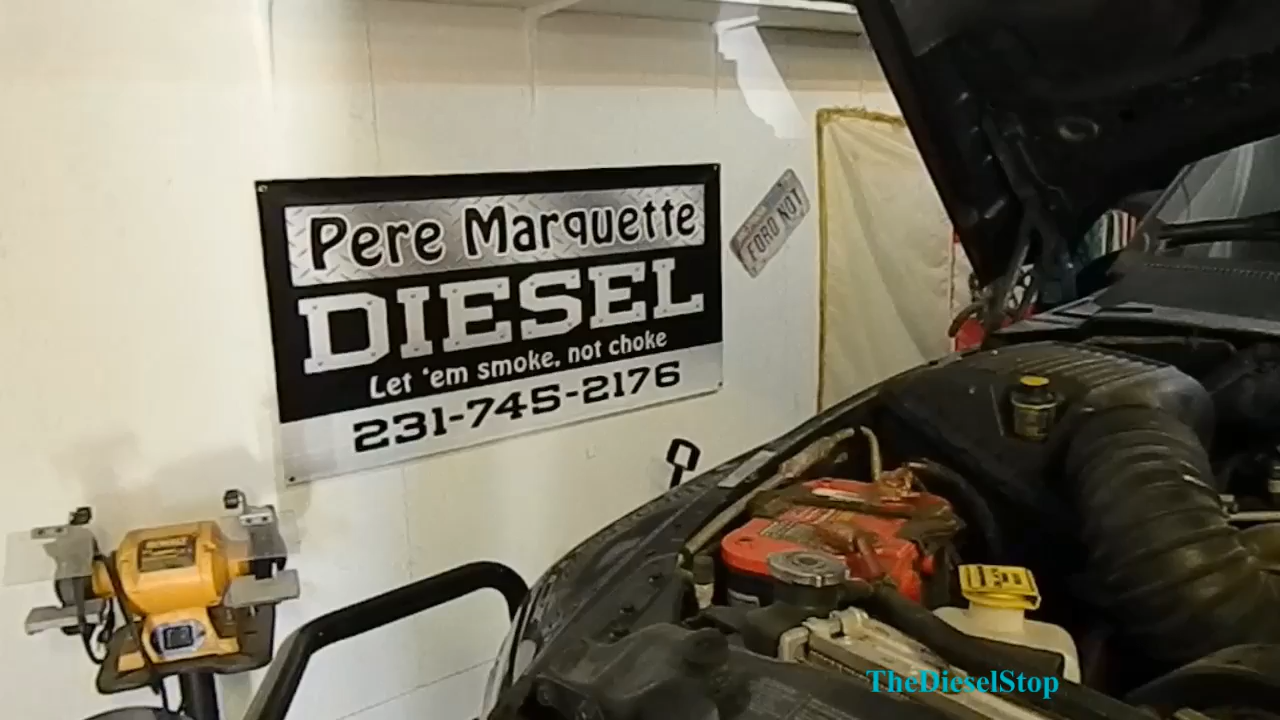 Pere Marquette
DIESEL
Let 'em smoke, not choke
231-745-2176
FORD NOT
TheDieselStop